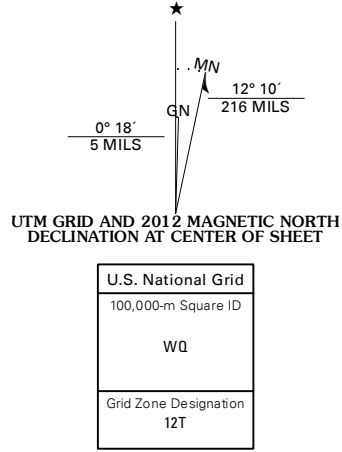 ★
MN
GN
12° 10´
216 MILS
0° 18´
5 MILS
UTM GRID AND 2012 MAGNETIC NORTH
DECLINATION AT CENTER OF SHEET
U.S. National Grid
100,000-m Square ID
WQ
Grid Zone Designation
12T